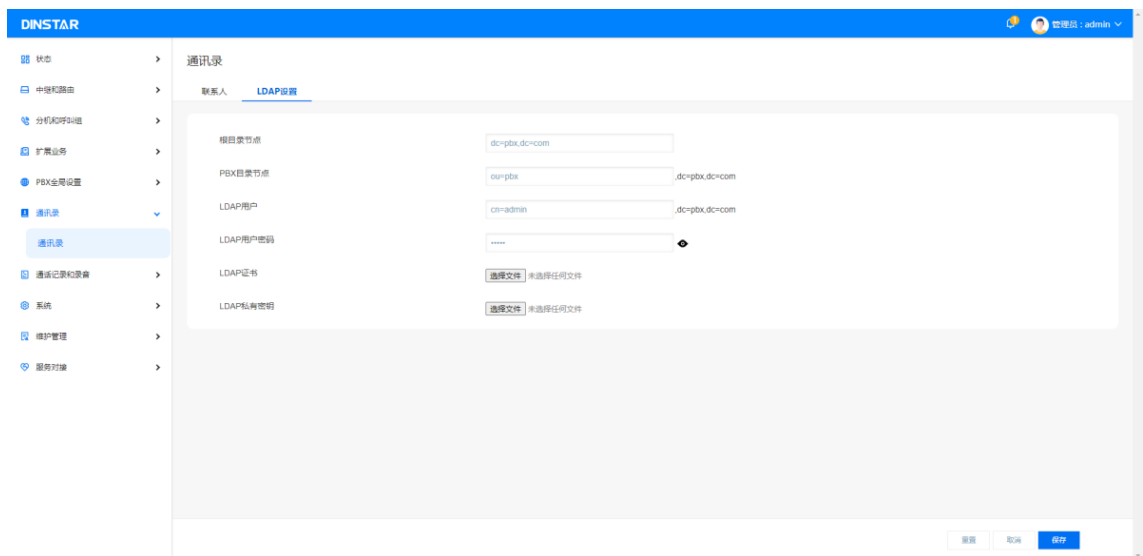 DINSTAR
管理员 : admin
状态
中继和路由
分机和呼叫组
扩展业务
PBX全局设置
通讯录
通讯录
通话记录和录音
系统
维护管理
服务对接
通讯录
联系人 LDAP设置
根目录节点 dc=pbx,dc=com
PBX目录节点 ou=pbx ,dc=pbx,dc=com
LDAP用户 cn=admin ,dc=pbx,dc=com
LDAP用户密码 •••••
LDAP证书 选择文件 未选择任何文件
LDAP私有密钥 选择文件 未选择任何文件
重置 取消 保存